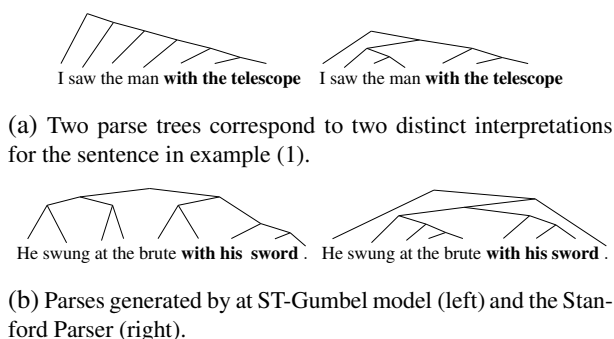 I saw the man with the telescope I saw the man with the telescope
(a) Two parse trees correspond to two distinct interpretations
for the sentence in example (1).
He swung at the brute with his sword . He swung at the brute with his sword .
(b) Parses generated by at ST-Gumbel model (left) and the Stan-
ford Parser (right).